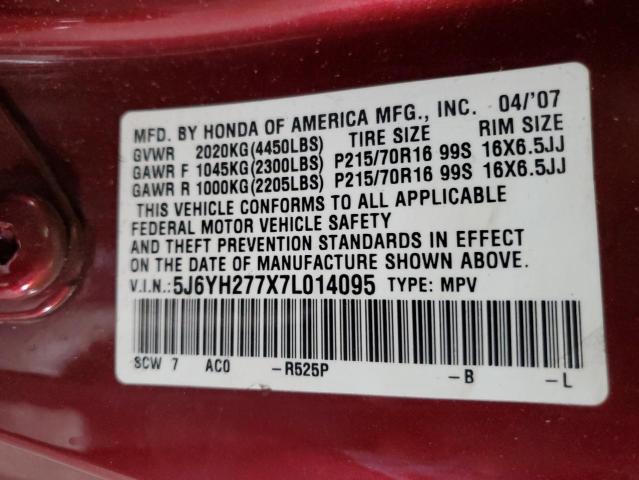 MFD. BY HONDA OF AMERICA MFG., INC. 04/'07
GVWR 2020KG(4450LBS) TIRE SIZE RIM SIZE
GAWR F 1045KG(2300LBS) P215/70R16 99S 16X6.5JJ
GAWR R 1000KG(2205LBS) P215/70R16 99S 16X6.5JJ
THIS VEHICLE CONFORMS TO ALL APPLICABLE
FEDERAL MOTOR VEHICLE SAFETY
AND THEFT PREVENTION STANDARDS IN EFFECT
ON THE DATE OF MANUFACTURE SHOWN ABOVE.
V.I.N.: 5J6YH277X7L014095 TYPE: MPV
SCW 7 AC0 -R525P -B -L